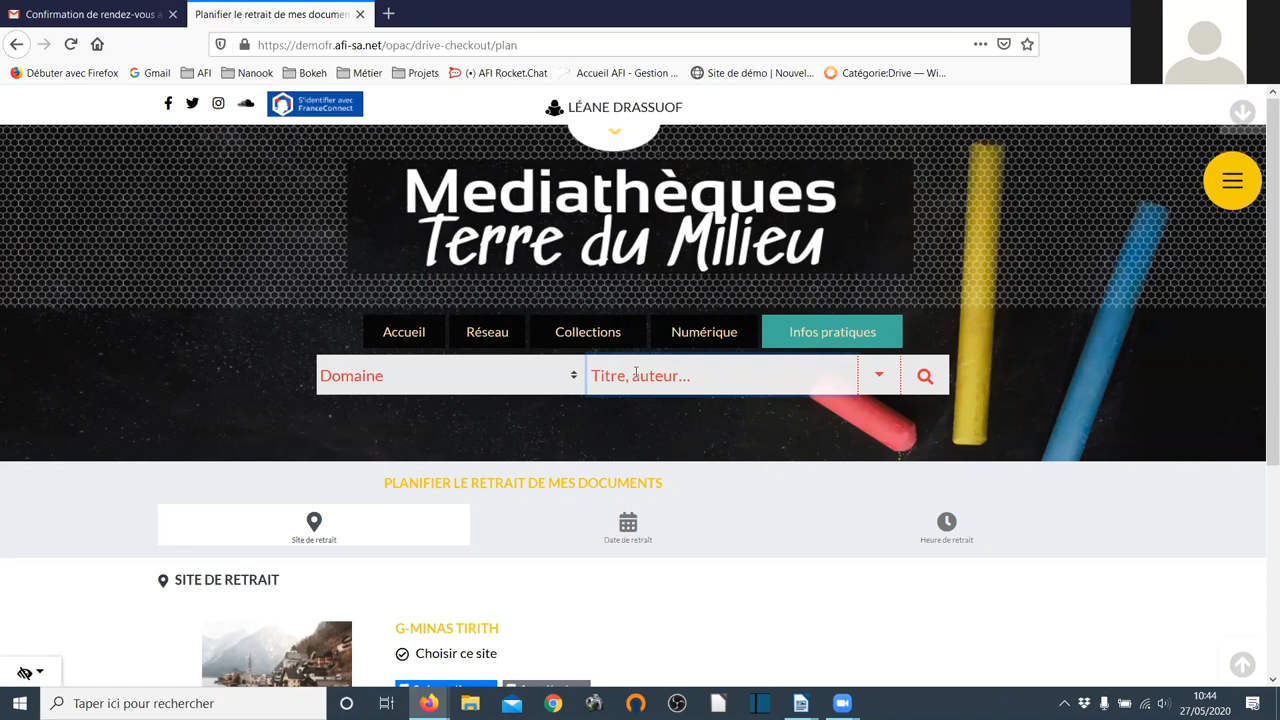 Confirmation de rendez-vous
Planifier le retrait de mes documen
https://demofr.afi-sa.net/opac/drive-checkout/plan
Débuter avec Firefox
Gmail
AFI
Nanook
Bokeh
Métier
Projets
(•) AFI Rocket.Chat
Accueil AFI - Gestion ...
Site de démo | Nouvel...
Catégorie:Drive — Wi...
S'identifier avec
FranceConnect
LÉANE DRASSUOF
Mediathèques
Terre du Milieu
Accueil
Réseau
Collections
Numérique
Infos pratiques
Domaine
Titre, auteur...
PLANIFIER LE RETRAIT DE MES DOCUMENTS
Site de retrait
Date de retrait
Heure de retrait
SITE DE RETRAIT
G-MINAS TIRITH
Choisir ce site
Taper ici pour rechercher
10:44
27/05/2020